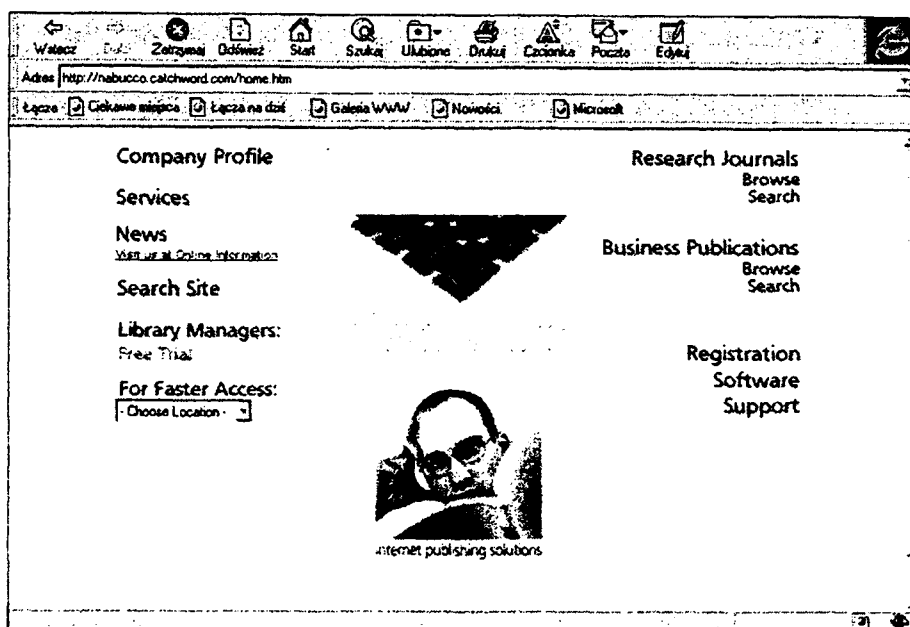 Wstecz Dalej Zatrzymaj Odśwież Start Szukaj Ulubione Drukuj Czcionka Poczta Edytuj
Adres http://nabucco.catchword.com/home.htm
Łącza Ciekawe miejsca Łącza na dziś Galeria WWW Nowości Microsoft
Company Profile
Services
News
Visit us at Online Information
Search Site
Library Managers:
Free Trial
For Faster Access:
- Choose Location -
Research Journals
Browse
Search
Business Publications
Browse
Search
Registration
Software
Support
internet publishing solutions